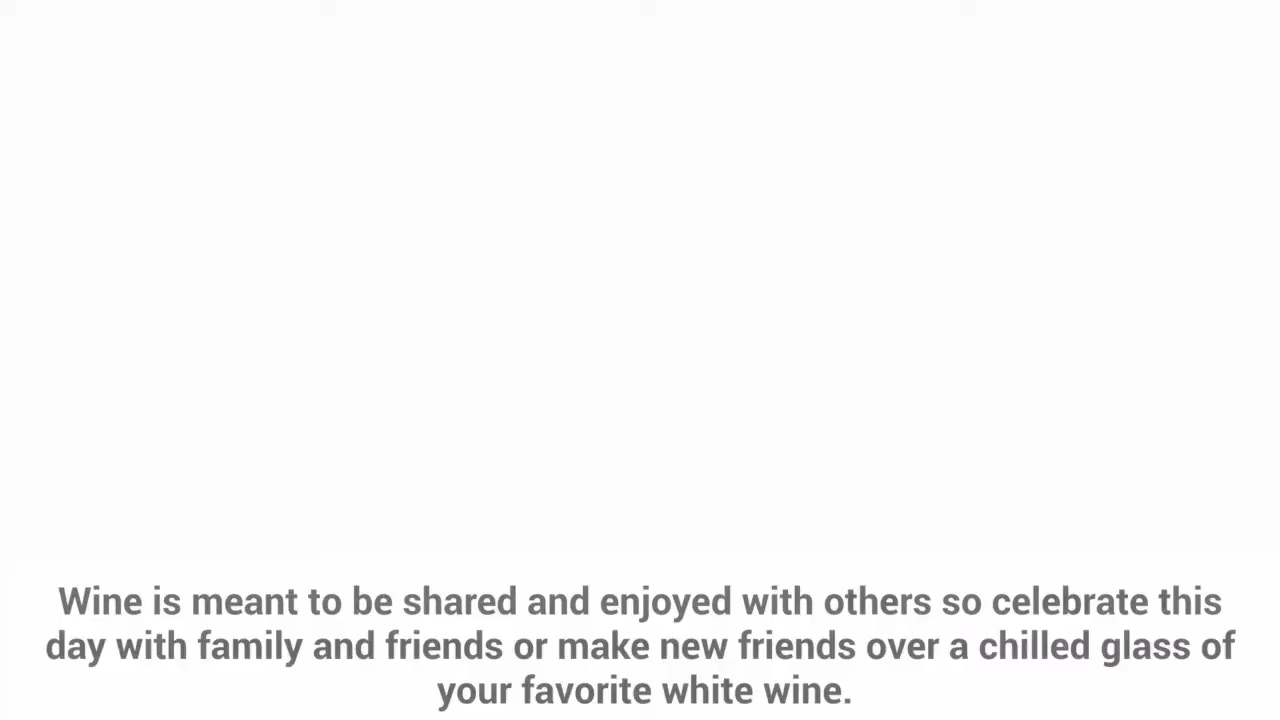 Wine is meant to be shared and enjoyed with others so celebrate this
day with family and friends or make new friends over a chilled glass of
your favorite white wine.